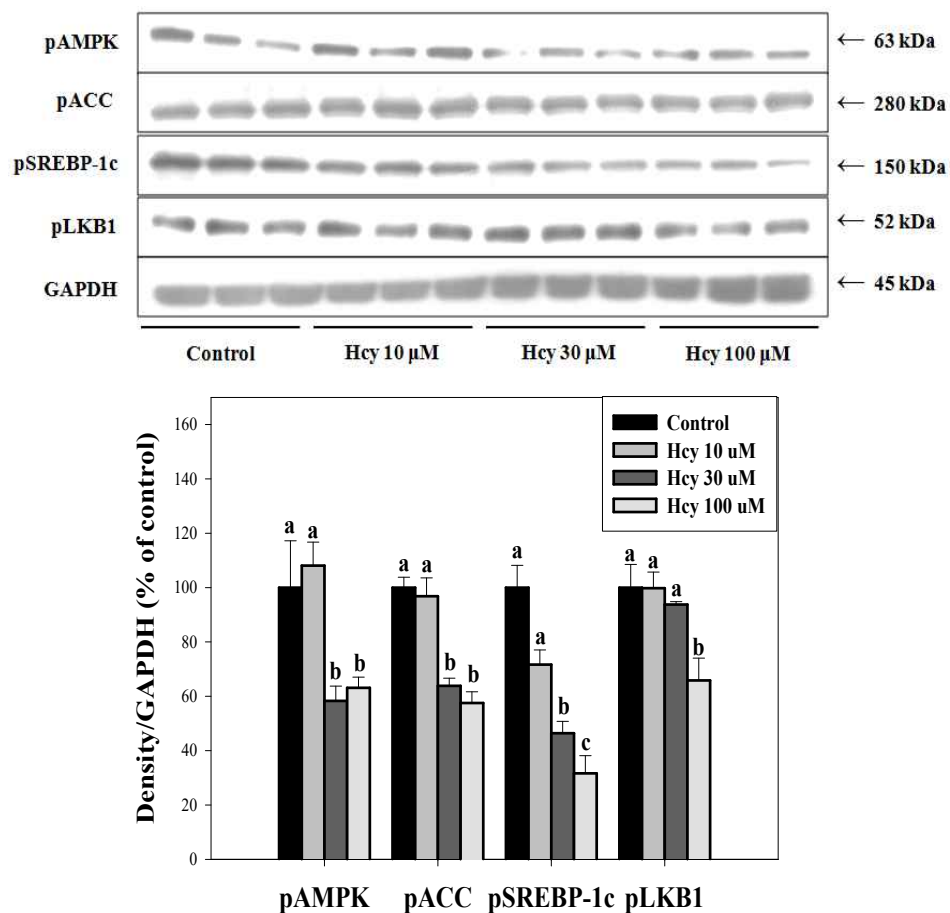 pAMPK ← 63 kDa
pACC ← 280 kDa
pSREBP-1c ← 150 kDa
pLKB1 ← 52 kDa
GAPDH ← 45 kDa
Control Hcy 10 μM Hcy 30 μM Hcy 100 μM
Density/GAPDH (% of control)
160
140
120
100
80
60
40
20
0
Control
Hcy 10 uM
Hcy 30 uM
Hcy 100 uM
a a b b
a a b b
a a b c
a a a b
pAMPK pACC pSREBP-1c pLKB1